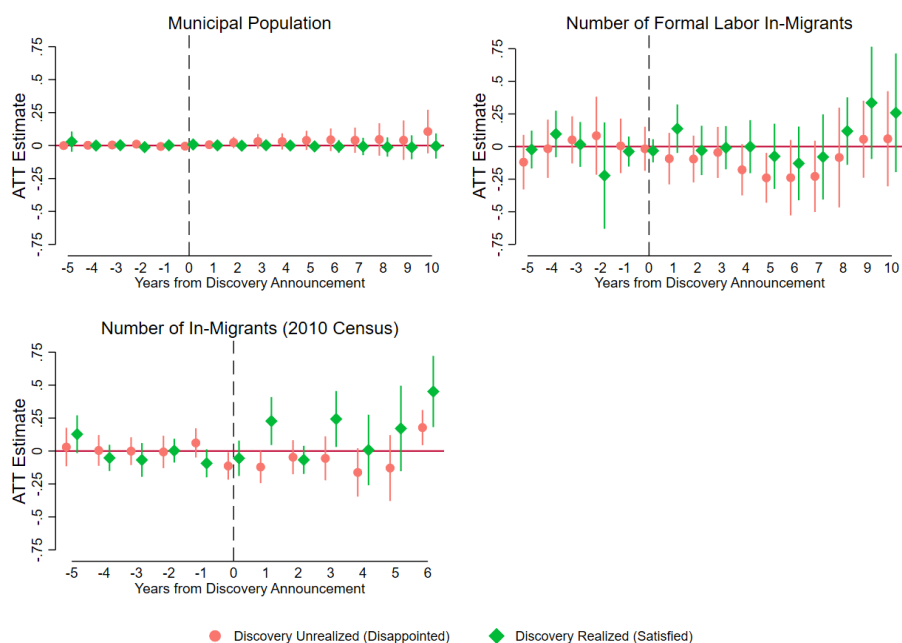 Municipal Population
ATT Estimate
.75
.5
.25
0
-.25
-.5
-.75
-5 -4 -3 -2 -1 0 1 2 3 4 5 6 7 8 9 10
Years from Discovery Announcement
Number of Formal Labor In-Migrants
ATT Estimate
.75
.5
.25
0
-.25
-.5
-.75
-5 -4 -3 -2 -1 0 1 2 3 4 5 6 7 8 9 10
Years from Discovery Announcement
Number of In-Migrants (2010 Census)
ATT Estimate
.75
.5
.25
0
-.25
-.5
-.75
-5 -4 -3 -2 -1 0 1 2 3 4 5 6
Years from Discovery Announcement
Discovery Unrealized (Disappointed) Discovery Realized (Satisfied)